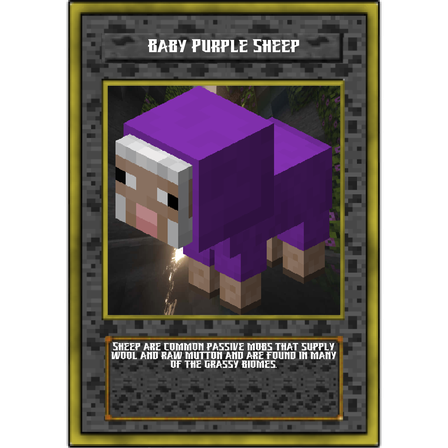 Baby Purple Sheep
Sheep are common passive mobs that supply
wool and raw mutton and are found in many
of the grassy biomes.